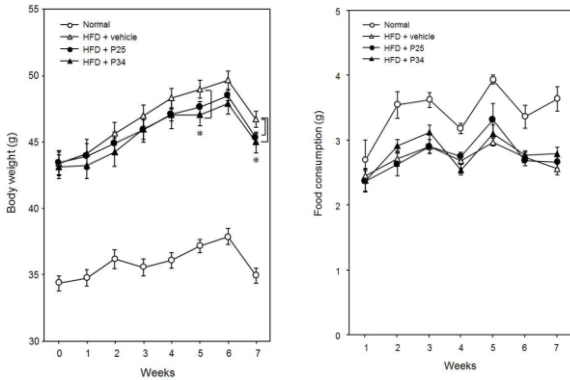 Normal
HFD + vehicle
HFD + P25
HFD + P34
Body weight (g)
55
50
45
40
35
30
*
*
0 1 2 3 4 5 6 7
Weeks
Normal
HFD + vehicle
HFD + P25
HFD + P34
Food consumption (g)
5
4
3
2
1
0
1 2 3 4 5 6 7
Weeks